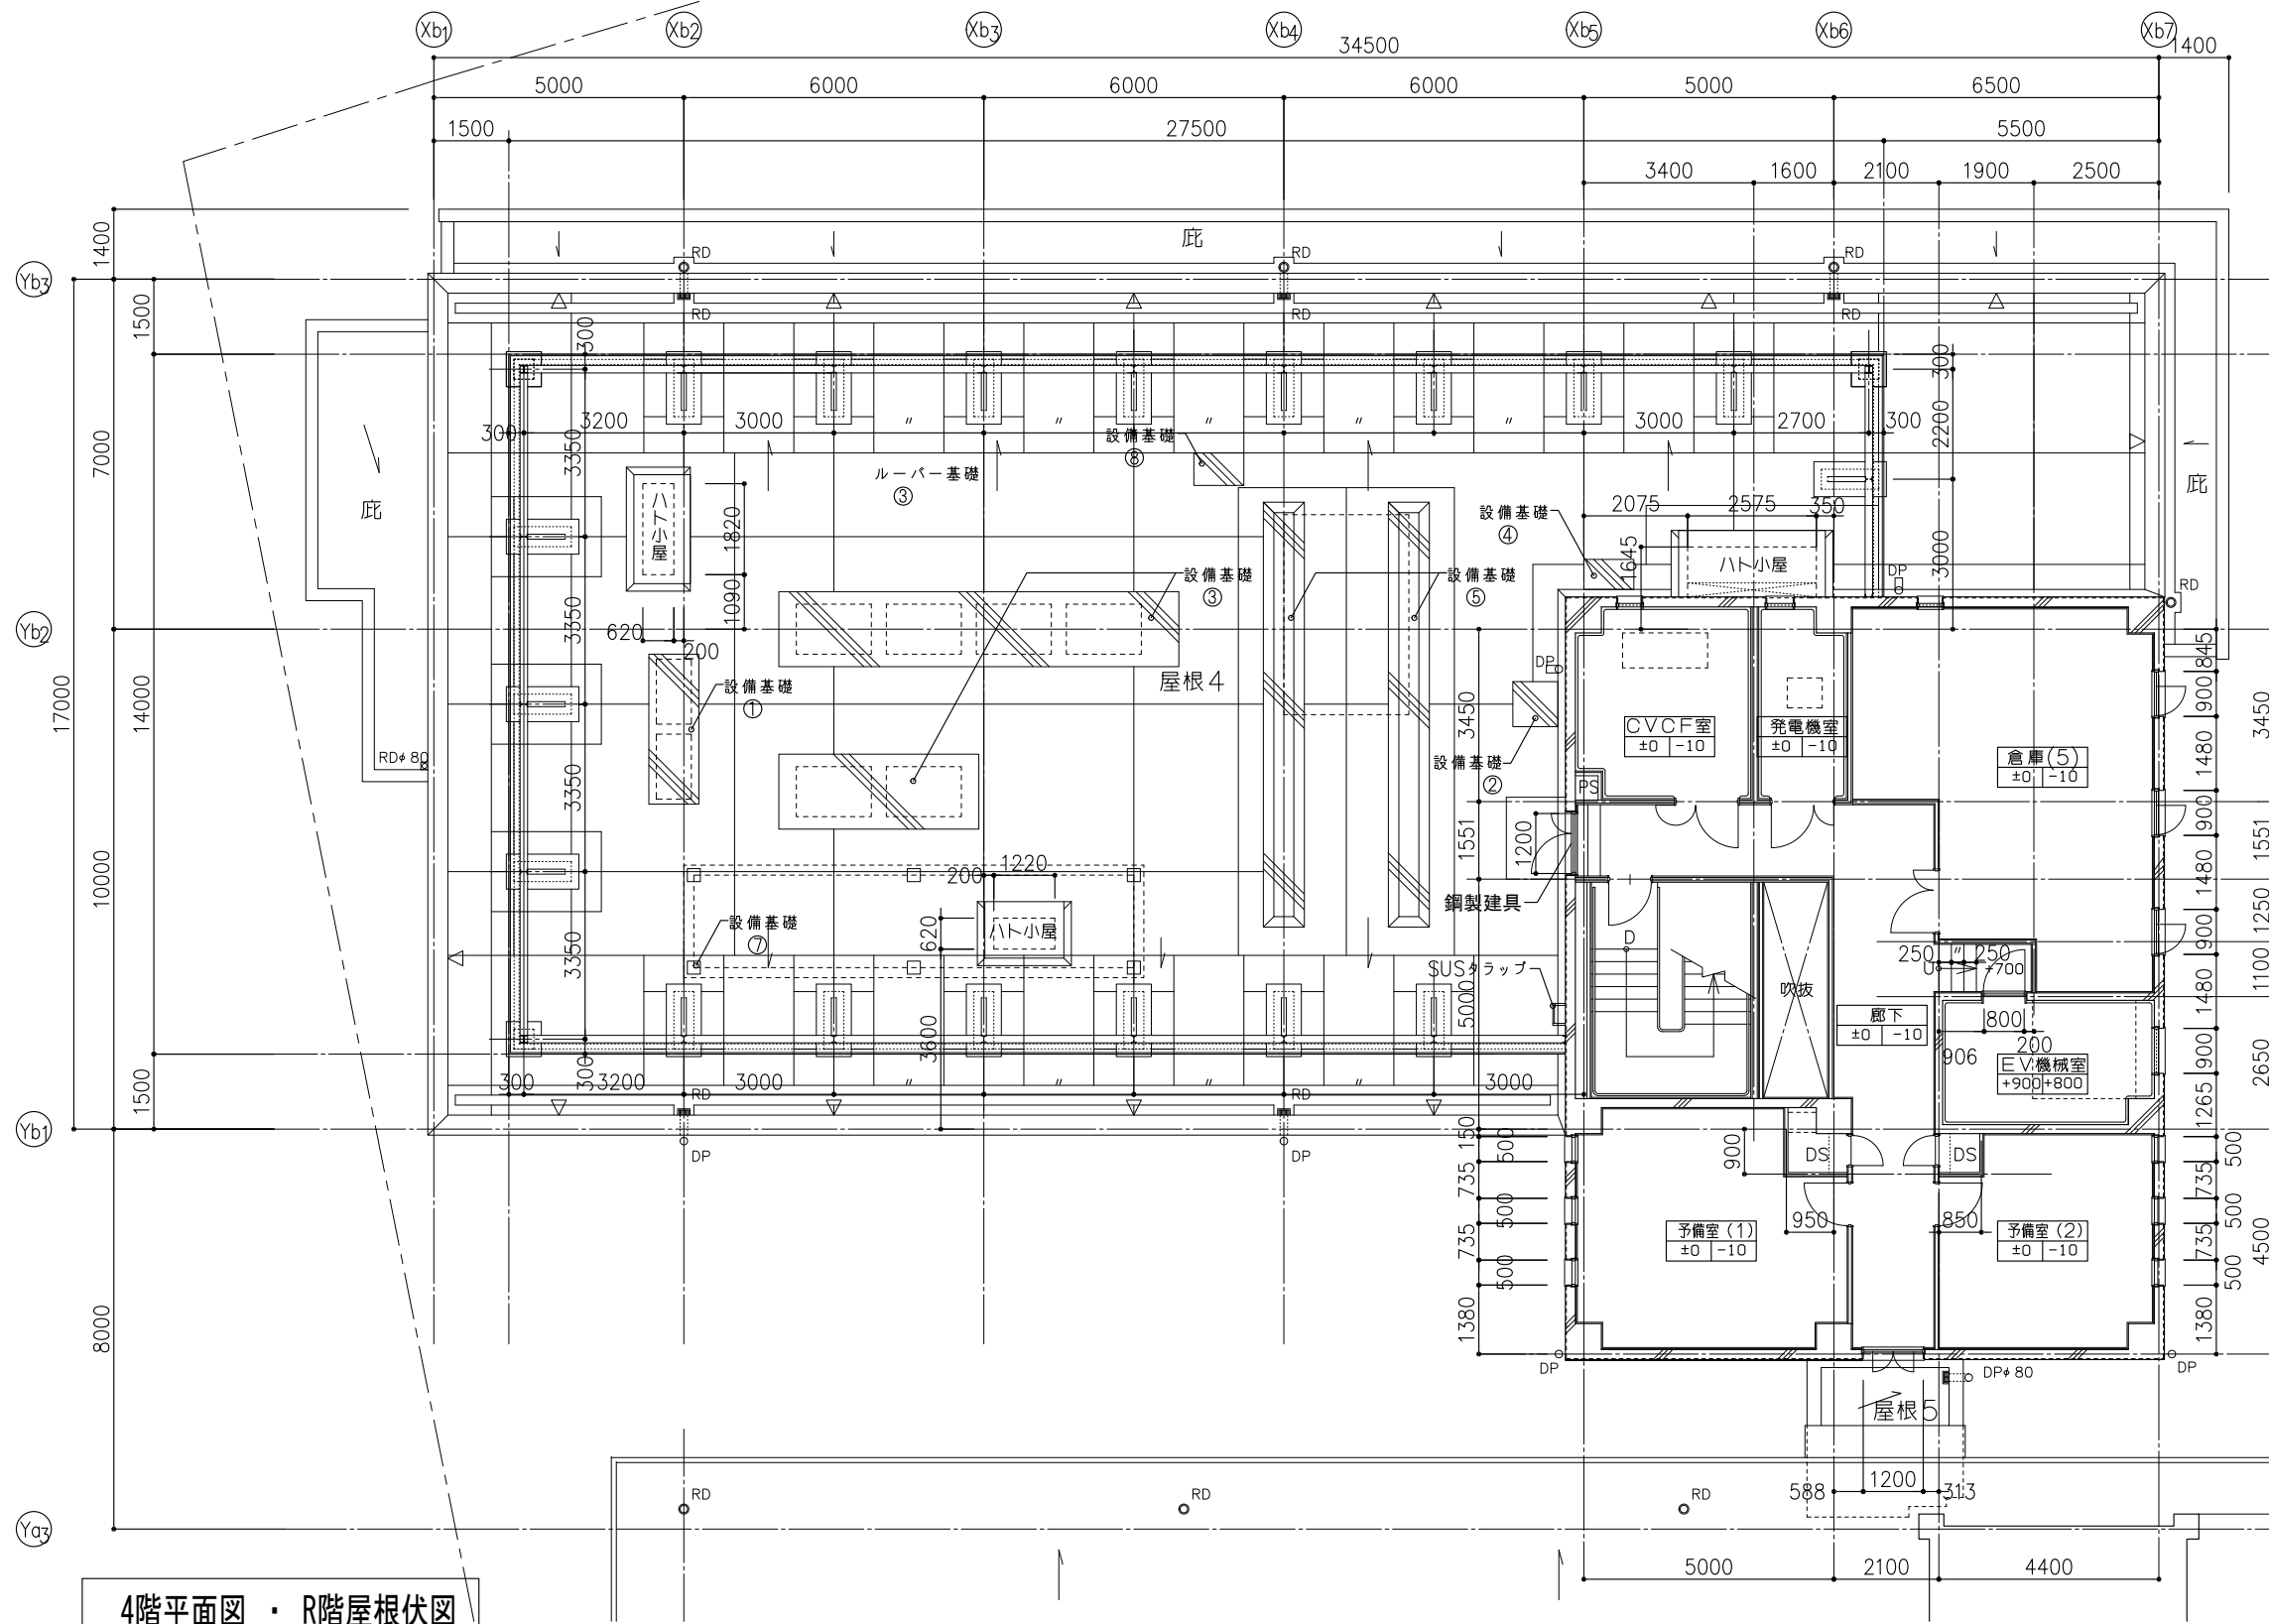 Xb1 Xb2 Xb3 Xb4 Xb5 Xb6 Xb7
34500 1400
5000 6000 6000 6000 5000 6500
1500 27500 5500
3400 1600 2100 1900 2500
庇
RD RD RD
Yb3
1400
1500
7000
17000
14000
10000
1500
8000
RD RD RD
300
300 3200 3000 〃 〃 〃 〃 〃 3000 2700 300
300
2200
3000
3350
3350
3350
3350
300
設備基礎
⑧
ルーバー基礎
③
庇
庇
ハト小屋
1820
1090
設備基礎
④
2075 2575 350
1645
ハト小屋
DP
RD
設備基礎
③
設備基礎
⑤
Yb2
620
200
設備基礎
①
屋根4
DP
3450
1551
5000
845
900
1480
900
1480
900
1480
900
1265
3450
1551
1250
1100
2650
4500
CVCF室
±0 -10
発電機室
±0 -10
倉庫(5)
±0 -10
RDφ80
設備基礎
②
PS
1200
鋼製建具
200 1220
620
ハト小屋
3600
設備基礎
⑦
SUSタラップ
D
吹抜
250 〃 250
U
+700
廊下
±0 -10
800
906
200
EV機械室
+900 +800
300 3200 3000 〃 〃 〃 〃 3000
RD RD
Yb1
DP DP
150
600
735
500
735
500
1380
900
DS DS
950 850
予備室(1)
±0 -10
予備室(2)
±0 -10
500
735
500
735
500
1380
DP DPφ80 DP
屋根5
588 1200 313
RD RD RD
Ya3
5000 2100 4400
4階平面図 ・ R階屋根伏図